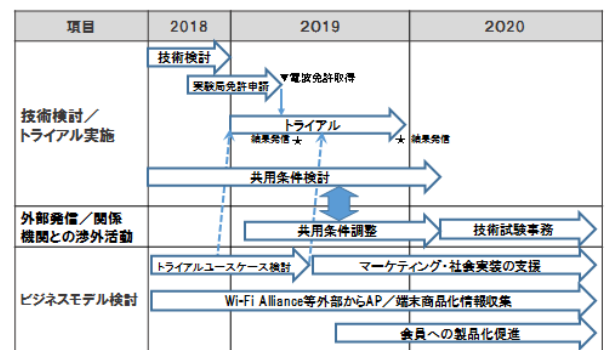 項目 2018 2019 2020
技術検討
実験局免許申請 ▼電波免許取得
技術検討／
トライアル実施
トライアル
結果発信 ★ ★ 結果発信
共用条件検討
外部発信／関係
機関との渉外活動
共用条件調整 技術試験事務
トライアルユースケース検討 マーケティング・社会実装の支援
ビジネスモデル検討
Wi-Fi Alliance等外部からAP／端末商品化情報収集
会員への製品化促進